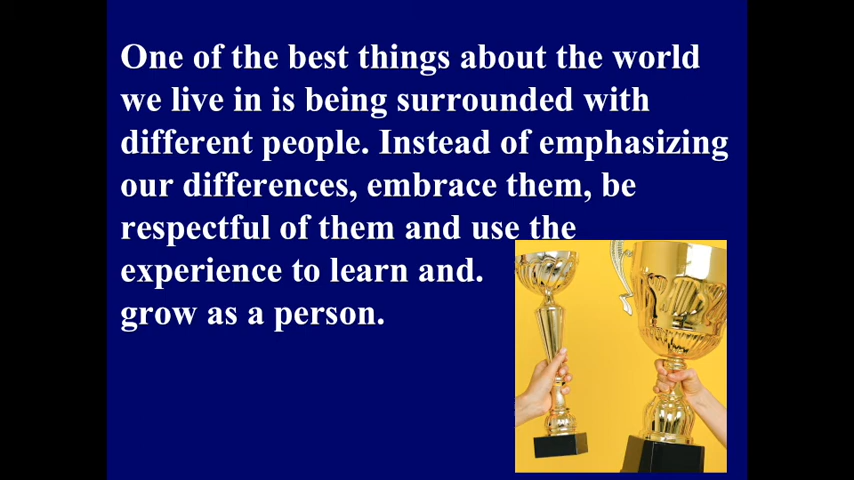 One of the best things about the world
we live in is being surrounded with
different people. Instead of emphasizing
our differences, embrace them, be
respectful of them and use the
experience to learn and.
grow as a person.